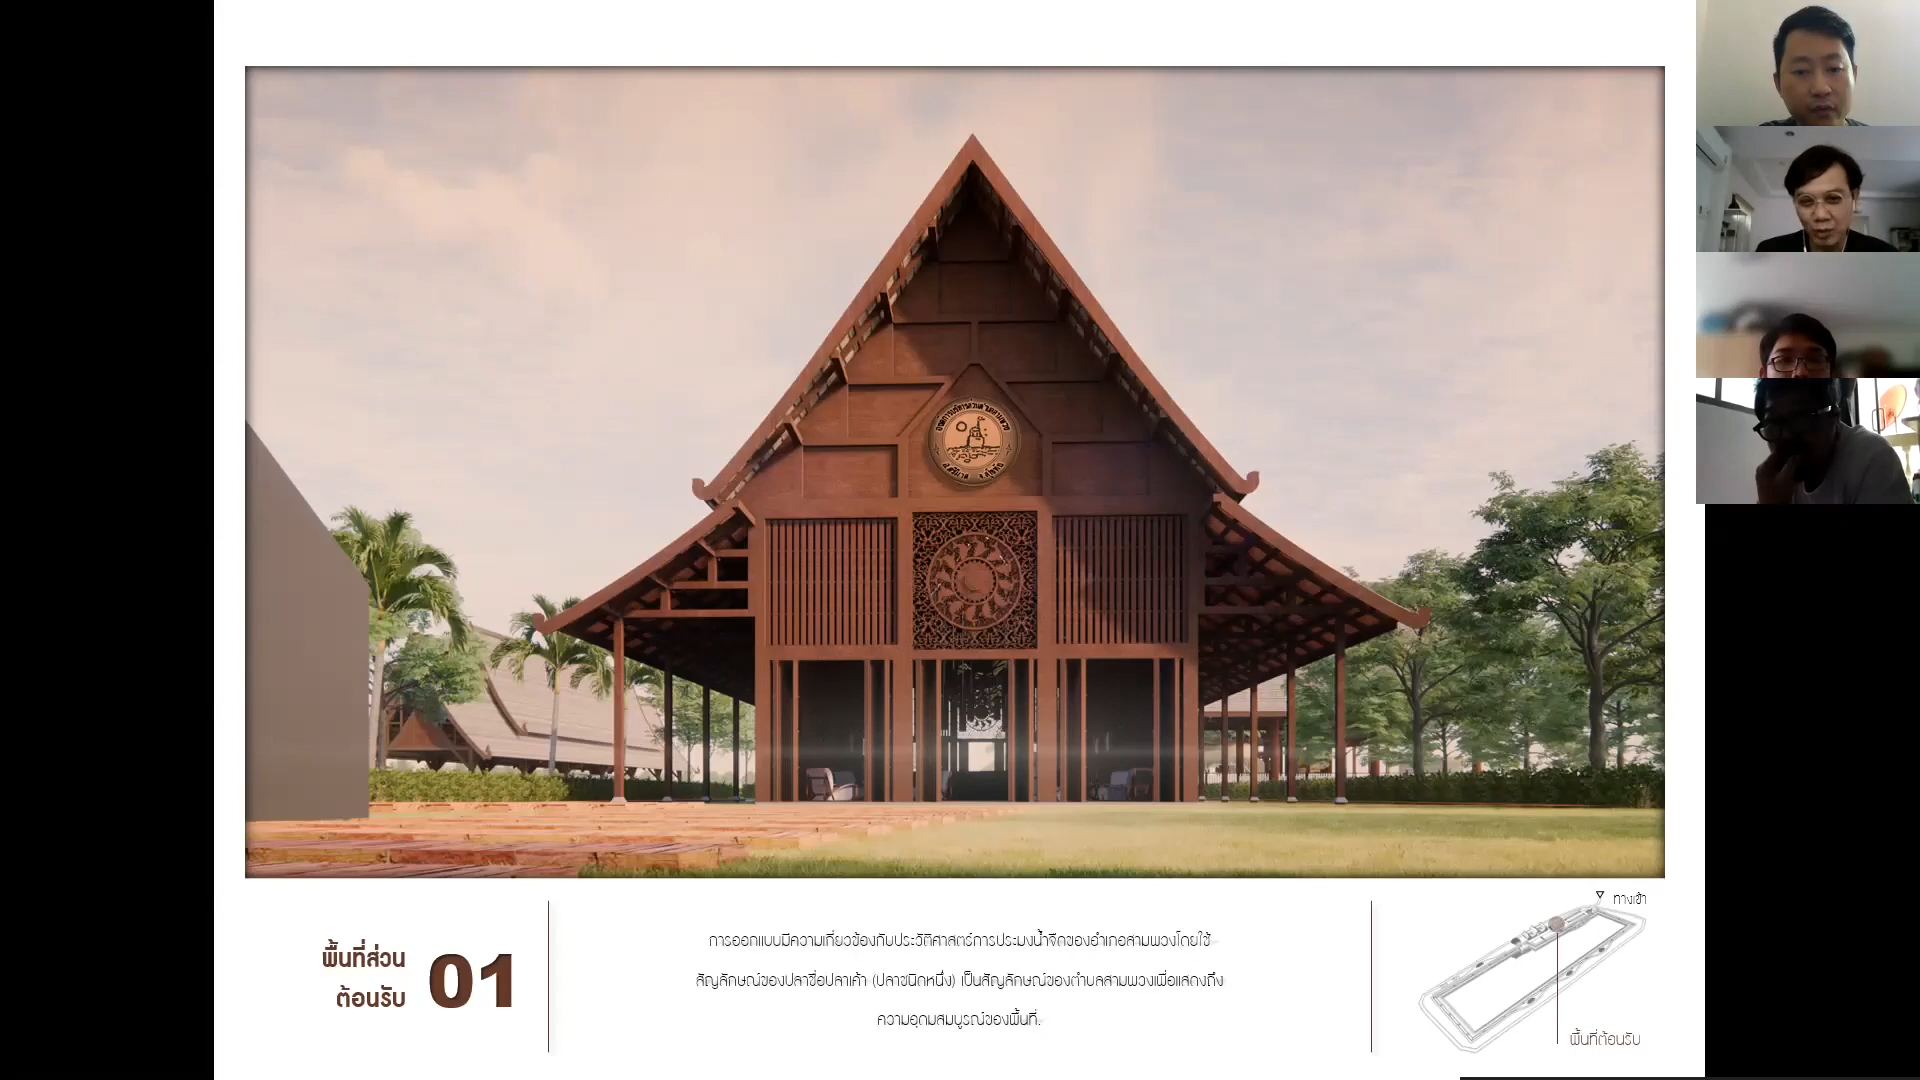 ทางเข้า
พื้นที่ส่วน
ต้อนรับ
01
การออกแบบมีความเกี่ยวข้องกับประวัติศาสตร์การประมงน้ำจืดของอำเภอสามพวงโดยใช้
สัญลักษณ์ของปลาชื่อปลาเค้า (ปลาชนิดหนึ่ง) เป็นสัญลักษณ์ของตำบลสามพวงเพื่อแสดงถึง
ความอุดมสมบูรณ์ของพื้นที่.
พื้นที่ต้อนรับ